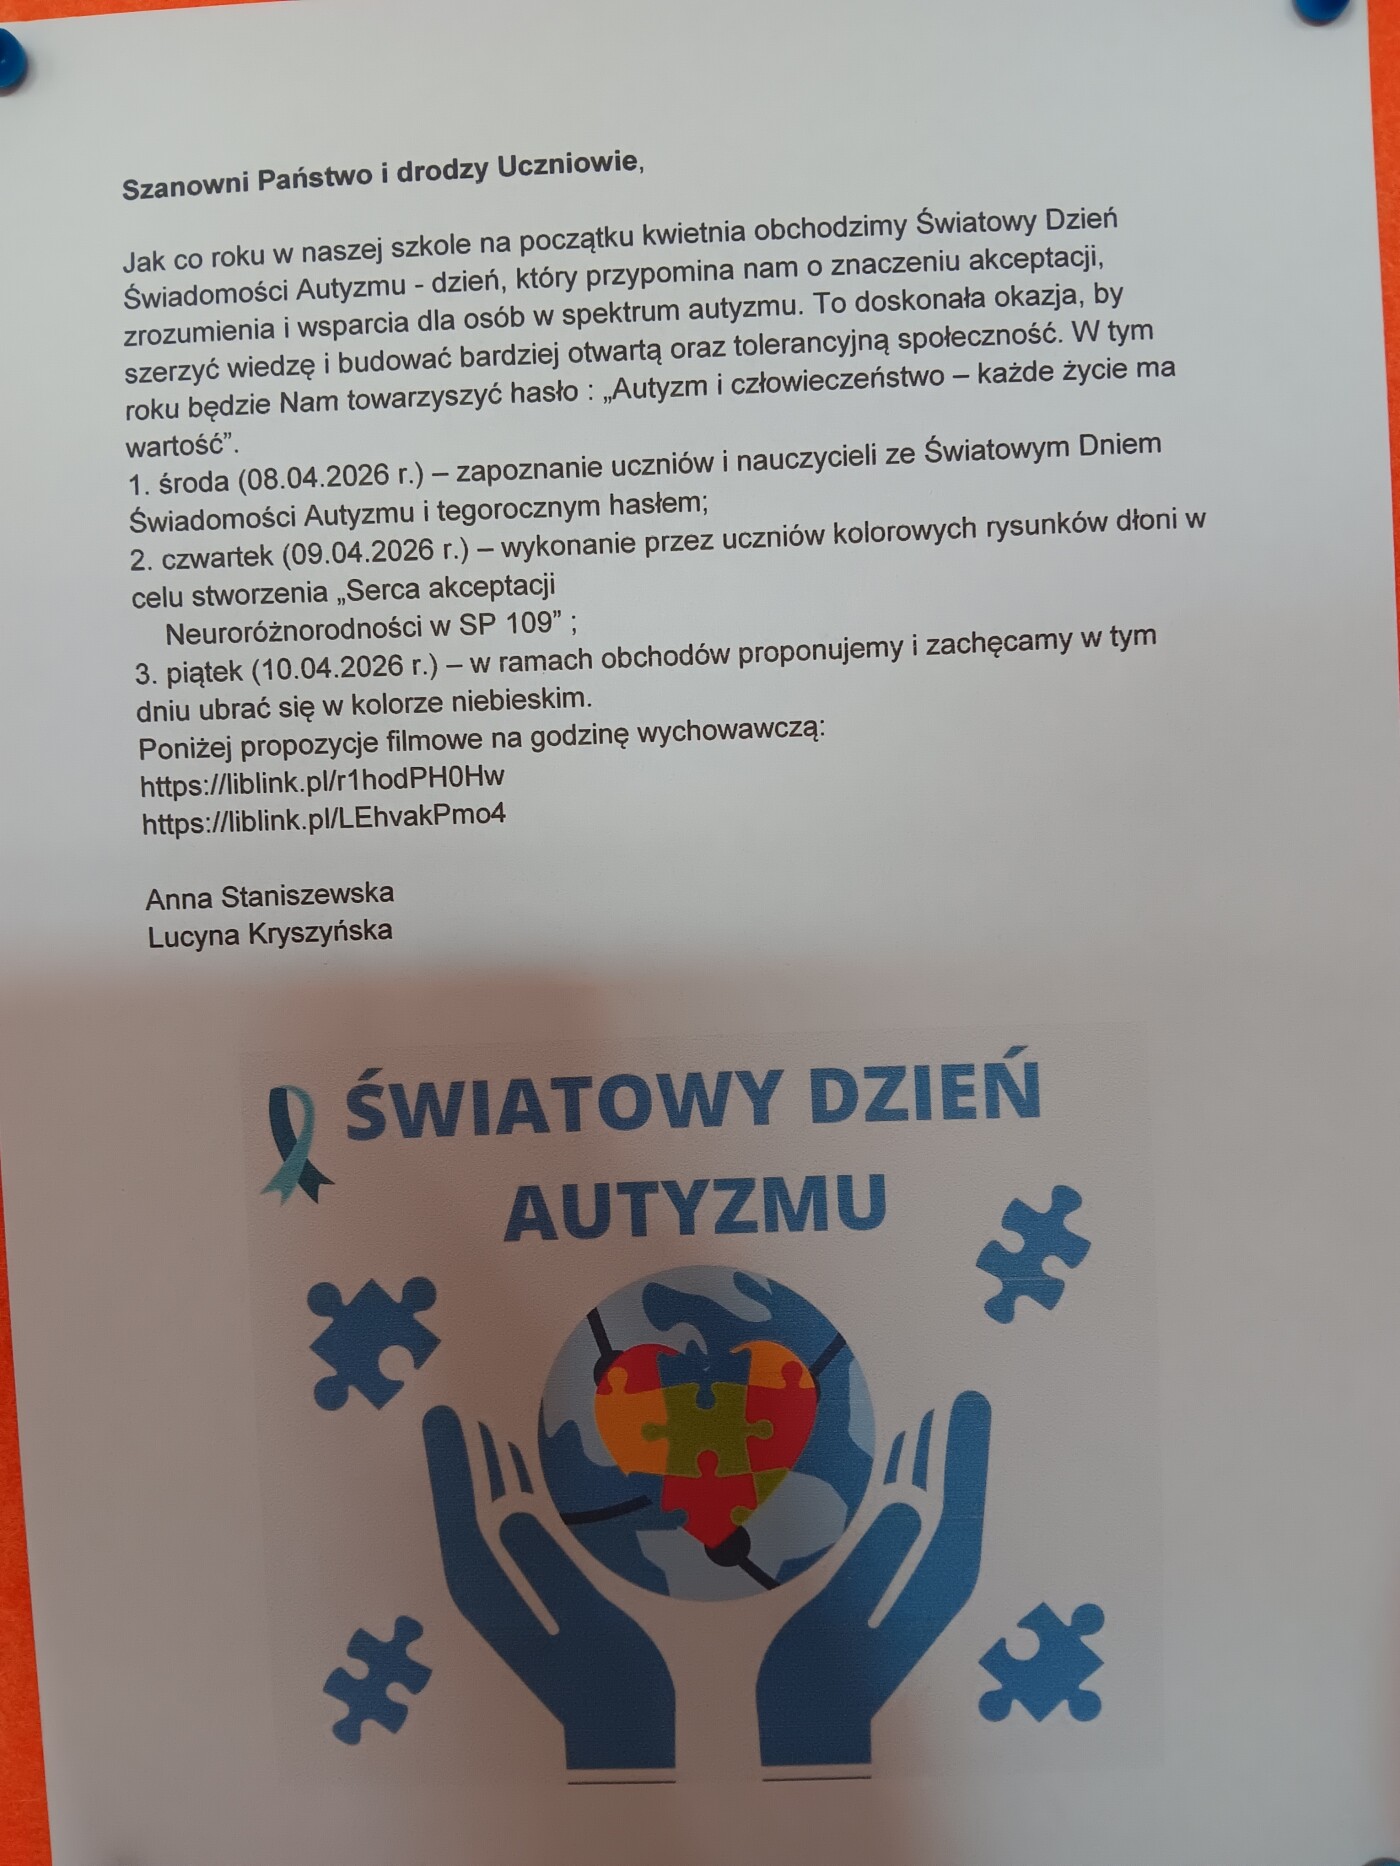 Szanowni Państwo i drodzy Uczniowie,
Jak co roku w naszej szkole na początku kwietnia obchodzimy Światowy Dzień
Świadomości Autyzmu - dzień, który przypomina nam o znaczeniu akceptacji,
zrozumienia i wsparcia dla osób w spektrum autyzmu. To doskonała okazja, by
szerzyć wiedzę i budować bardziej otwartą oraz tolerancyjną społeczność. W tym
roku będzie Nam towarzyszyć hasło : „Autyzm i człowieczeństwo – każde życie ma
wartość”.
1. środa (08.04.2026 r.) – zapoznanie uczniów i nauczycieli ze Światowym Dniem
Świadomości Autyzmu i tegorocznym hasłem;
2. czwartek (09.04.2026 r.) – wykonanie przez uczniów kolorowych rysunków dłoni w
celu stworzenia „Serca akceptacji
Neuroróżnorodności w SP 109” ;
3. piątek (10.04.2026 r.) – w ramach obchodów proponujemy i zachęcamy w tym
dniu ubrać się w kolorze niebieskim.
Poniżej propozycje filmowe na godzinę wychowawczą:
https://liblink.pl/r1hodPH0Hw
https://liblink.pl/LEhvakPmo4
Anna Staniszewska
Lucyna Kryszyńska
ŚWIATOWY DZIEŃ
AUTYZMU